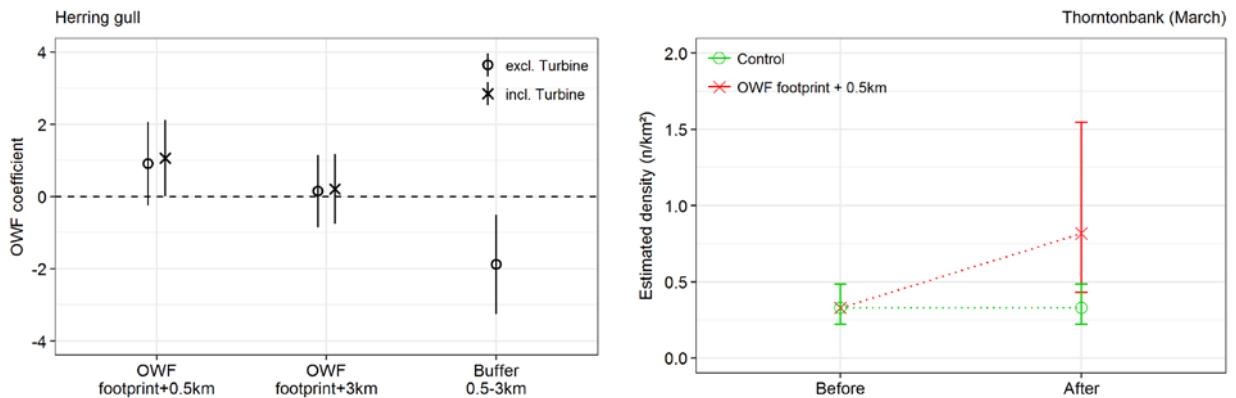 Herring gull
OWF coefficient
4
2
0
-2
-4
excl. Turbine
incl. Turbine
OWF
footprint+0.5km
OWF
footprint+3km
Buffer
0.5-3km
Thorntonbank (March)
Estimated density (n/km²)
2.0
1.5
1.0
0.5
0.0
Control
OWF footprint + 0.5km
Before
After